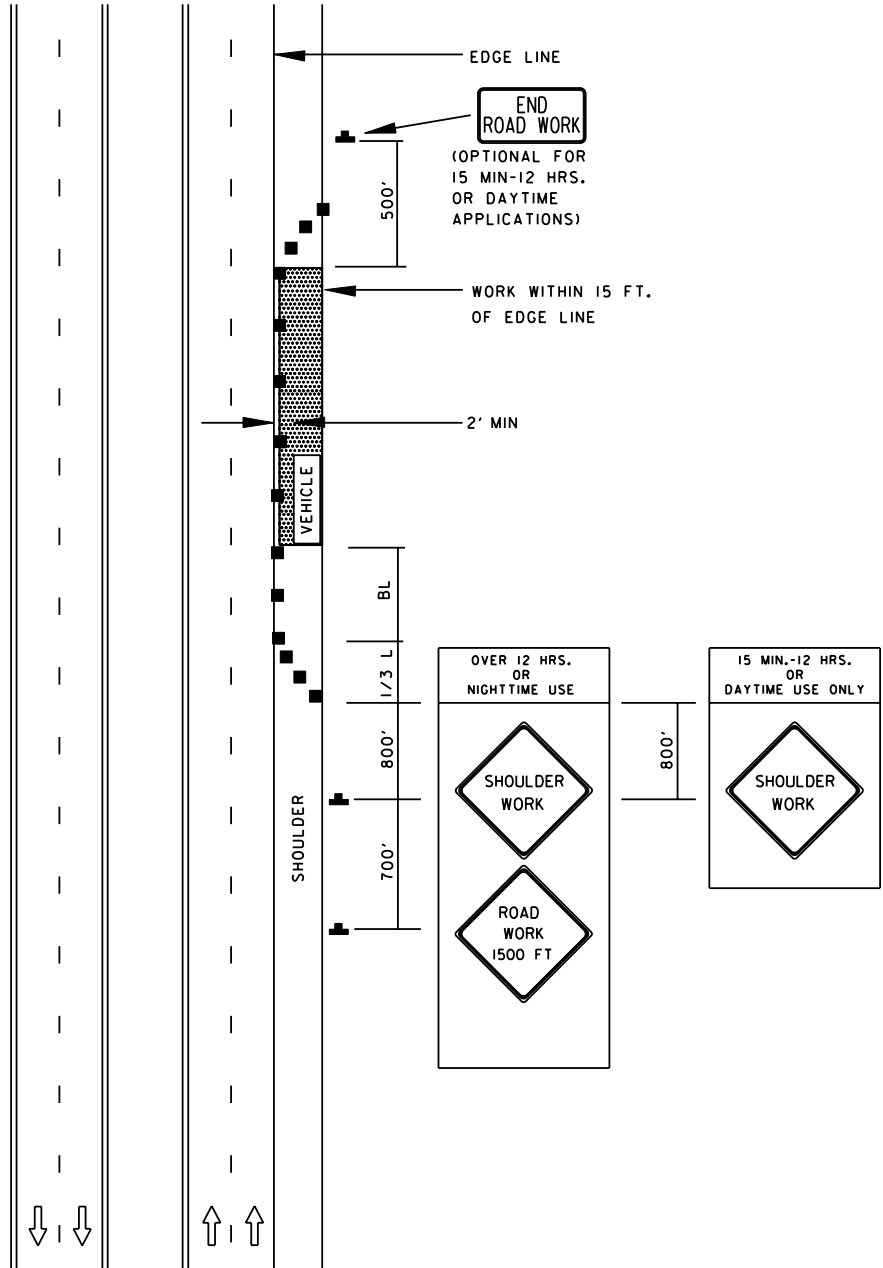 EDGE LINE
END
ROAD WORK
(OPTIONAL FOR
15 MIN-12 HRS.
OR DAYTIME
APPLICATIONS)
500'
WORK WITHIN 15 FT.
OF EDGE LINE
2' MIN
VEHICLE
BL
1/3 L
800'
700'
SHOULDER
OVER 12 HRS.
OR
NIGHTTIME USE
SHOULDER
WORK
ROAD
WORK
1500 FT
800'
15 MIN.-12 HRS.
OR
DAYTIME USE ONLY
SHOULDER
WORK